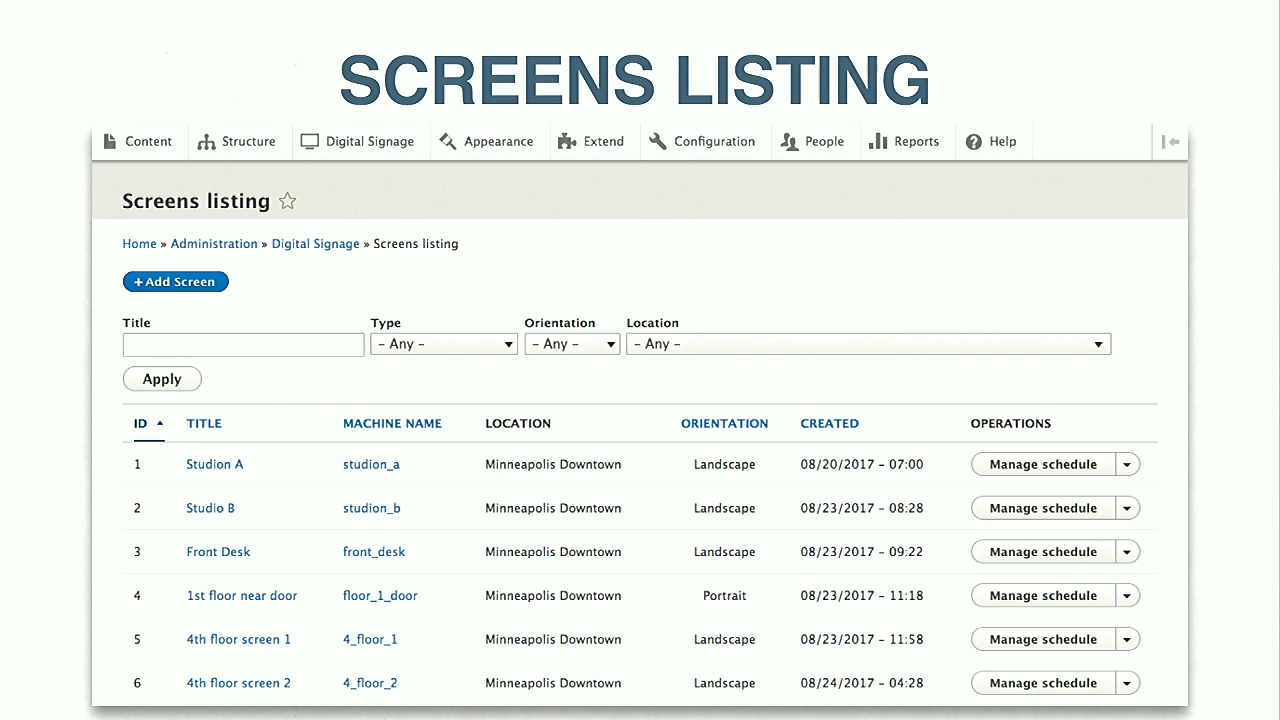 SCREENS LISTING
Content Structure Digital Signage Appearance Extend Configuration People Reports Help
Screens listing
Home » Administration » Digital Signage » Screens listing
+ Add Screen
Title Type Orientation Location
- Any - - Any - - Any -
Apply
ID TITLE MACHINE NAME LOCATION ORIENTATION CREATED OPERATIONS
1 Studion A studion_a Minneapolis Downtown Landscape 08/20/2017 - 07:00 Manage schedule
2 Studio B studion_b Minneapolis Downtown Landscape 08/23/2017 - 08:28 Manage schedule
3 Front Desk front_desk Minneapolis Downtown Landscape 08/23/2017 - 09:22 Manage schedule
4 1st floor near door floor_1_door Minneapolis Downtown Portrait 08/23/2017 - 11:18 Manage schedule
5 4th floor screen 1 4_floor_1 Minneapolis Downtown Landscape 08/23/2017 - 11:58 Manage schedule
6 4th floor screen 2 4_floor_2 Minneapolis Downtown Landscape 08/24/2017 - 04:28 Manage schedule